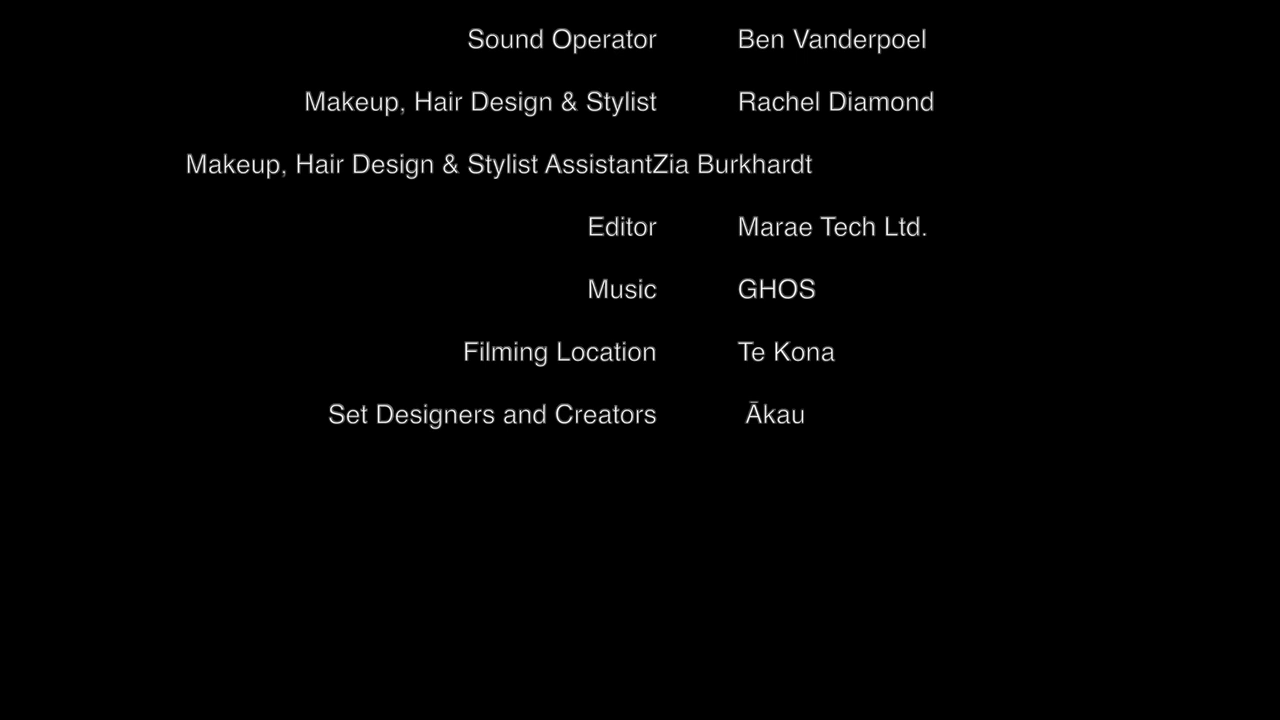 Sound Operator Ben Vanderpoel
Makeup, Hair Design & Stylist Rachel Diamond
Makeup, Hair Design & Stylist AssistantZia Burkhardt
Editor Marae Tech Ltd.
Music GHOS
Filming Location Te Kona
Set Designers and Creators Ākau